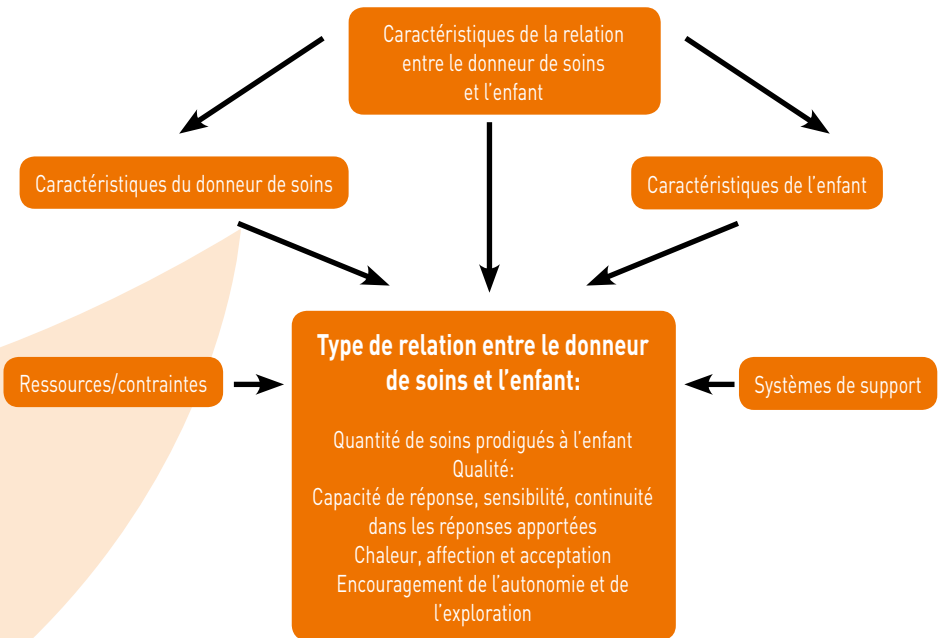 Caractéristiques de la relation
entre le donneur de soins
et l'enfant
Caractéristiques du donneur de soins
Caractéristiques de l'enfant
Type de relation entre le donneur
de soins et l'enfant:
Ressources/contraintes
Systèmes de support
Quantité de soins prodigués à l'enfant
Qualité:
Capacité de réponse, sensibilité, continuité
dans les réponses apportées
Chaleur, affection et acceptation
Encouragement de l'autonomie et de
l'exploration